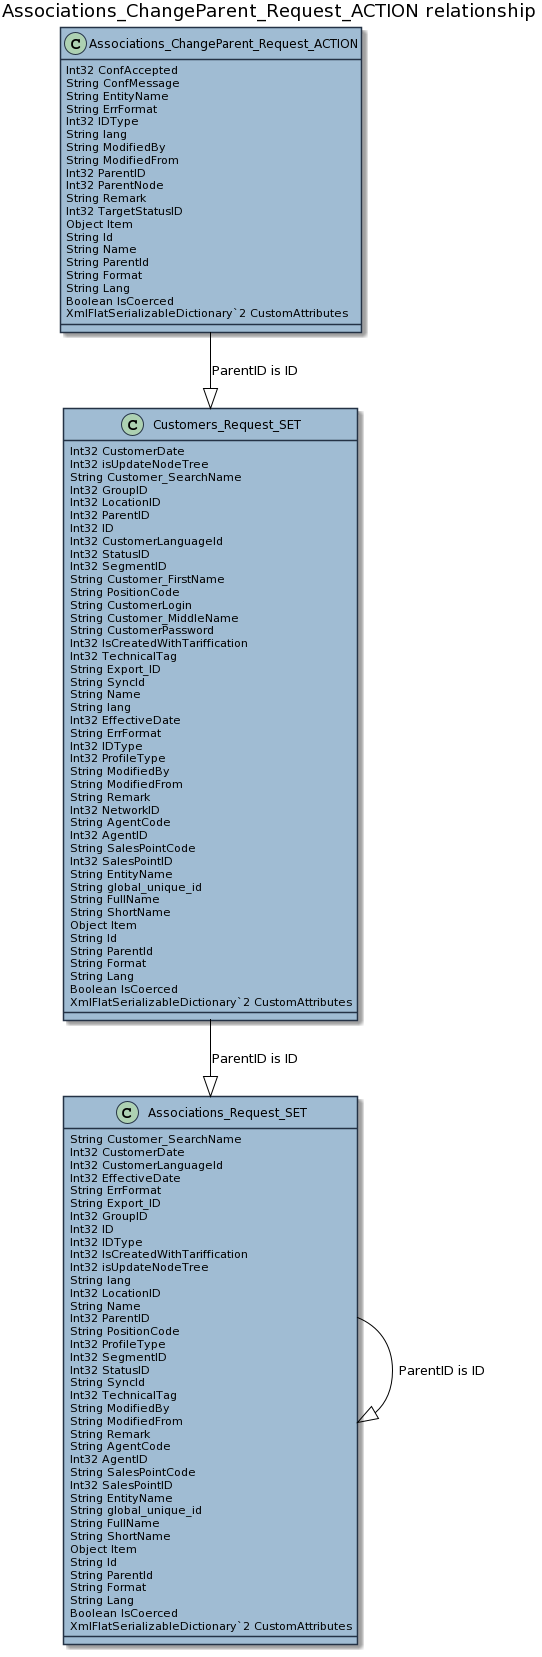 Associations_ChangeParent_Request_ACTION relationship
C Associations_ChangeParent_Request_ACTION
Int32 ConfAccepted
String ConfMessage
String EntityName
String ErrFormat
Int32 IDType
String lang
String ModifiedBy
String ModifiedFrom
Int32 ParentID
Int32 ParentNode
String Remark
Int32 TargetStatusID
Object Item
String Id
String Name
String ParentId
String Format
String Lang
Boolean IsCoerced
XmlFlatSerializableDictionary`2 CustomAttributes
ParentID is ID
C Customers_Request_SET
Int32 CustomerDate
Int32 isUpdateNodeTree
String Customer_SearchName
Int32 GroupID
Int32 LocationID
Int32 ParentID
Int32 ID
Int32 CustomerLanguageId
Int32 StatusID
Int32 SegmentID
String Customer_FirstName
String PositionCode
String CustomerLogin
String Customer_MiddleName
String CustomerPassword
Int32 IsCreatedWithTariffication
Int32 TechnicalTag
String Export_ID
String SyncId
String Name
String lang
Int32 EffectiveDate
String ErrFormat
Int32 IDType
Int32 ProfileType
String ModifiedBy
String ModifiedFrom
String Remark
Int32 NetworkID
String AgentCode
Int32 AgentID
String SalesPointCode
Int32 SalesPointID
String EntityName
String global_unique_id
String FullName
String ShortName
Object Item
String Id
String ParentId
String Format
String Lang
Boolean IsCoerced
XmlFlatSerializableDictionary`2 CustomAttributes
ParentID is ID
C Associations_Request_SET
String Customer_SearchName
Int32 CustomerDate
Int32 CustomerLanguageId
Int32 EffectiveDate
String ErrFormat
String Export_ID
Int32 GroupID
Int32 ID
Int32 IDType
Int32 IsCreatedWithTariffication
Int32 isUpdateNodeTree
String lang
Int32 LocationID
String Name
Int32 ParentID
String PositionCode
Int32 ProfileType
Int32 SegmentID
Int32 StatusID
String SyncId
Int32 TechnicalTag
String ModifiedBy
String ModifiedFrom
String Remark
String AgentCode
Int32 AgentID
String SalesPointCode
Int32 SalesPointID
String EntityName
String global_unique_id
String FullName
String ShortName
Object Item
String Id
String ParentId
String Format
String Lang
Boolean IsCoerced
XmlFlatSerializableDictionary`2 CustomAttributes
ParentID is ID